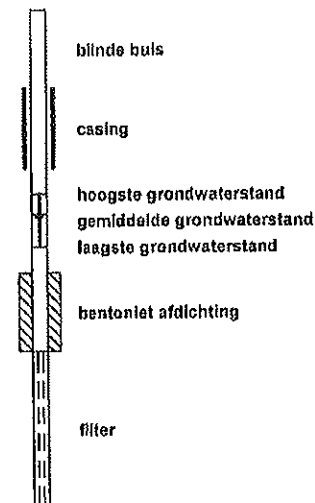 blinde buis
casing
hoogste grondwaterstand
gemiddelde grondwaterstand
laagste grondwaterstand
bentoniet afdichting
filter